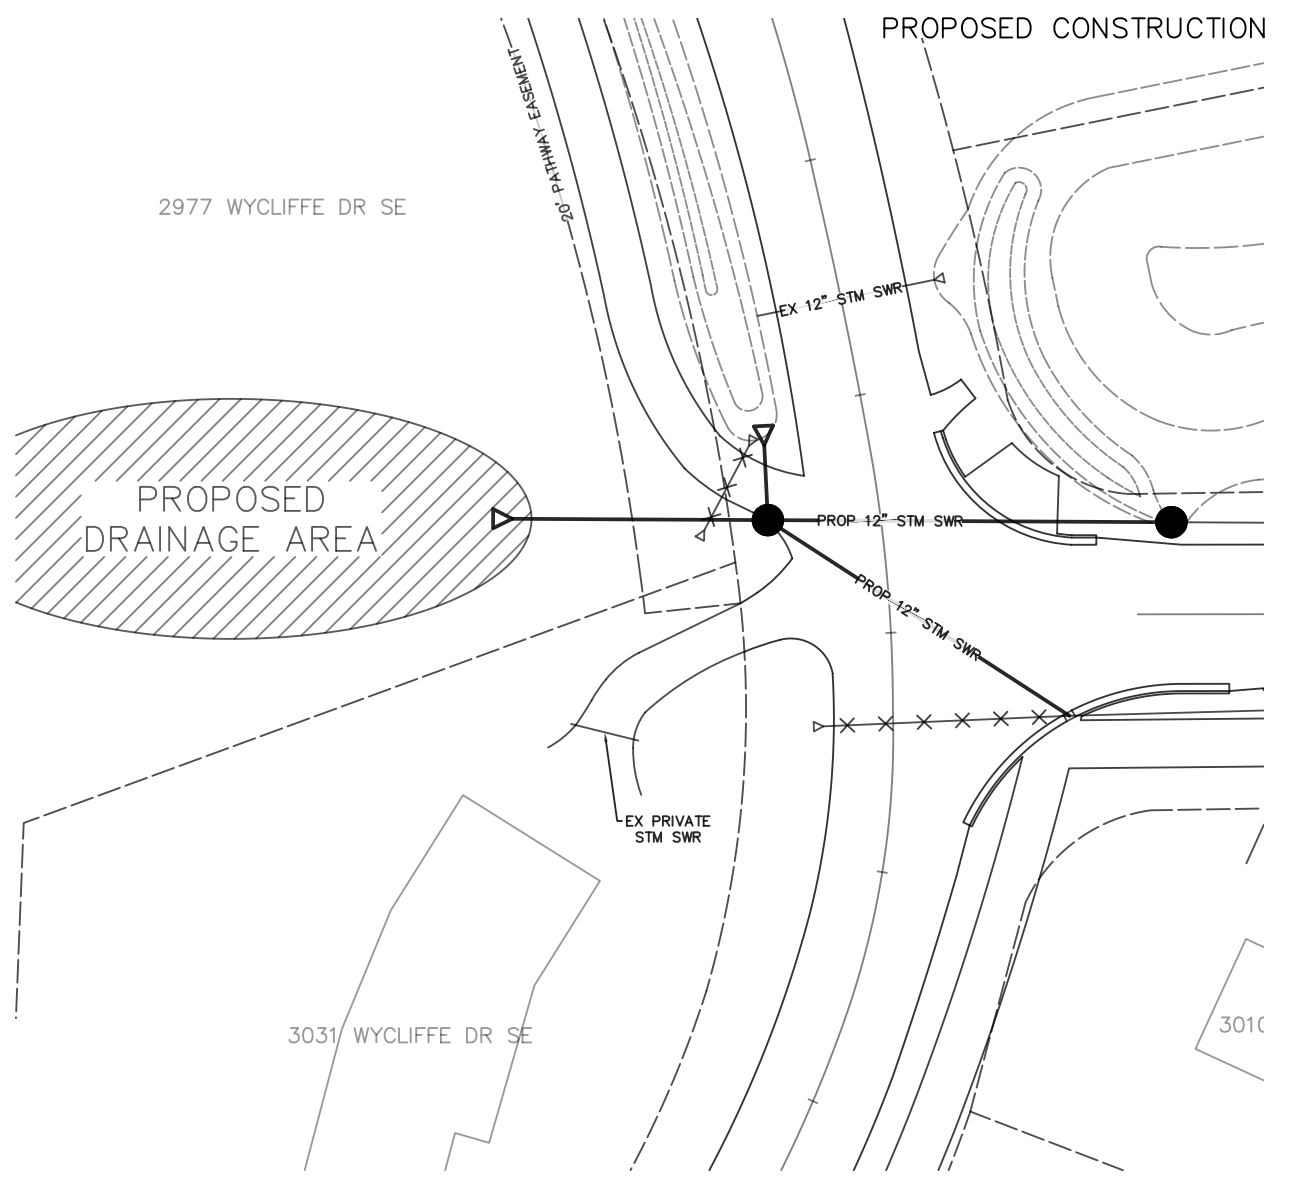 PROPOSED CONSTRUCTION
20' PATHWAY EASEMENT
2977 WYCLIFFE DR SE
EX 12" STM SWR
PROPOSED
DRAINAGE AREA
PROP 12" STM SWR
PROP 12" STM SWR
EX PRIVATE
STM SWR
3031 WYCLIFFE DR SE
3010